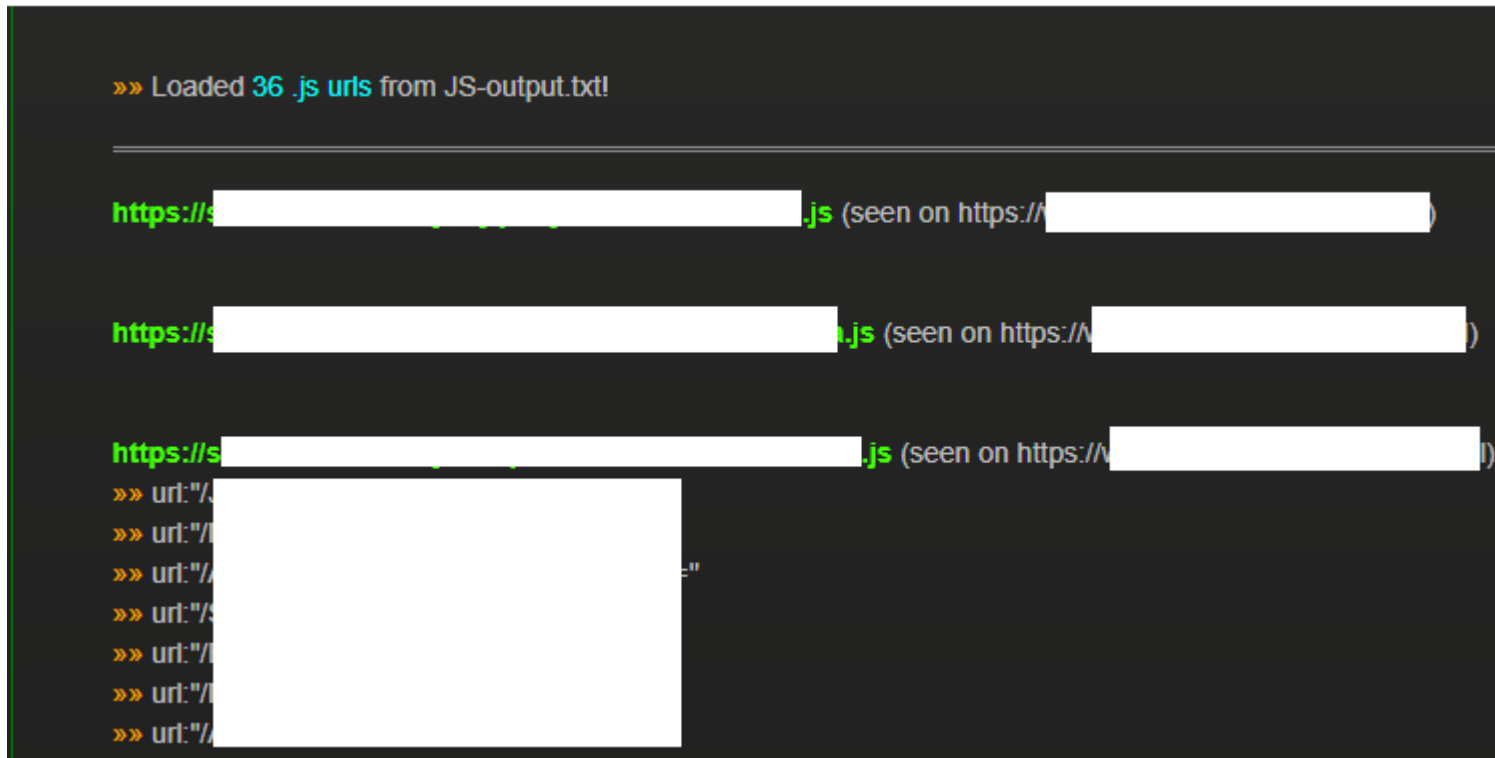 »» Loaded 36 .js urls from JS-output.txt!
https://s .js (seen on https:// )
https://s a.js (seen on https:// )
https://s .js (seen on https:// l)
»» url:"/J
»» url:"/
»» url:"/A ="
»» url:"/S
»» url:"/
»» url:"/
»» url:"/A